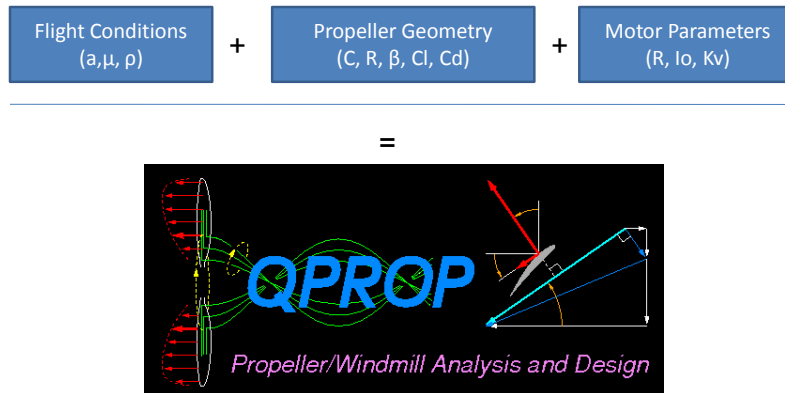 Flight Conditions
(a,μ, ρ)
+
Propeller Geometry
(C, R, β, Cl, Cd)
+
Motor Parameters
(R, Io, Kv)
=
QPROP
Propeller/Windmill Analysis and Design